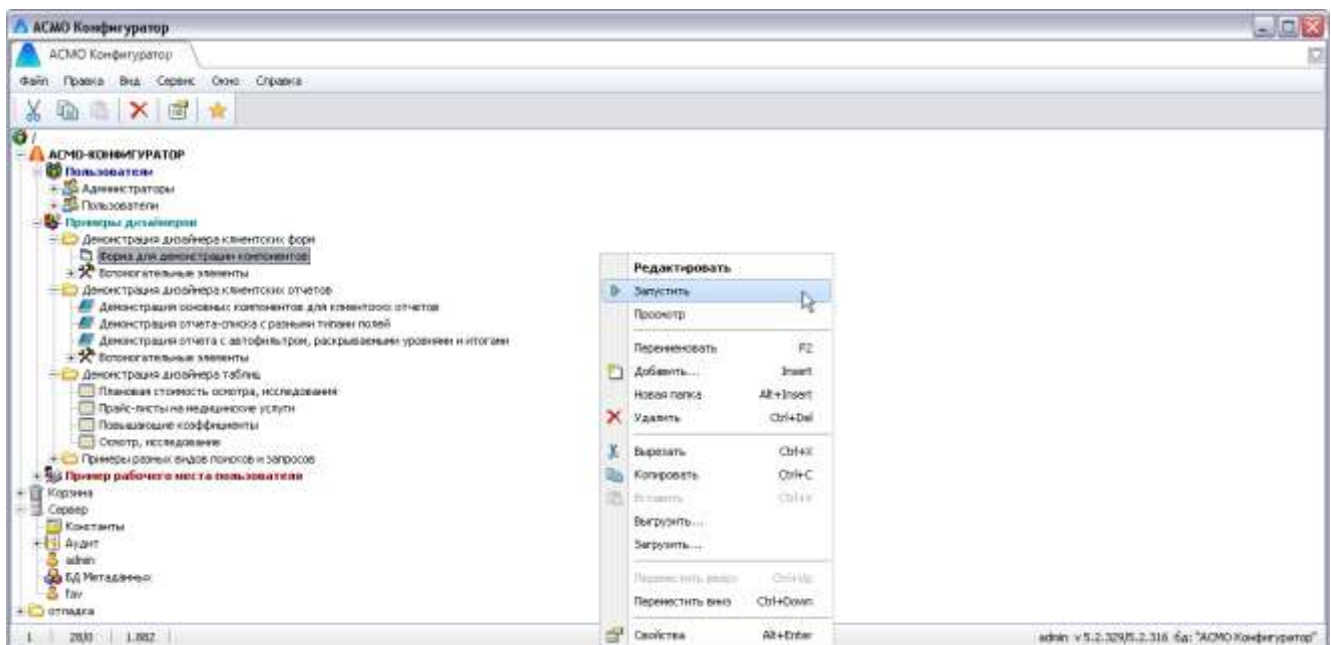 АСМО Конфигуратор
АСМО Конфигуратор
Файл Правка Вид Сервис Окно Справка
/
АСМО-КОНФИГУРАТОР
Пользователи
Администраторы
Пользователи
Примеры дизайнеров
Демонстрация дизайнера клиентских форм
Форма для демонстрации компонентов
Вспомогательные элементы
Демонстрация дизайнера клиентских отчетов
Демонстрация основных компонентов для клиентских отчетов
Демонстрация отчета-списка с разными типами полей
Демонстрация отчета с автофильтром, раскрываемыми уровнями и итогами
Вспомогательные элементы
Демонстрация дизайнера таблиц
Плановая стоимость осмотра, исследования
Прайс-листы на медицинские услуги
Повышающие коэффициенты
Осмотр, исследование
Примеры разных видов поисков и запросов
Пример рабочего места пользователя
Корзина
Сервер
Константы
Аудит
admin
БД Метаданных
fav
отладка
Редактировать
Запустить
Просмотр
Переименовать F2
Добавить... Insert
Новая папка Alt+Insert
Удалить Ctrl+Del
Вырезать Ctrl+X
Копировать Ctrl+C
Вставить Ctrl+V
Выгрузить...
Загрузить...
Переместить вверх Ctrl+Up
Переместить вниз Ctrl+Down
Свойства Alt+Enter
1 28/0 1.882 admin v 5.2.329/5.2.316 бд: "АСМО Конфигуратор"